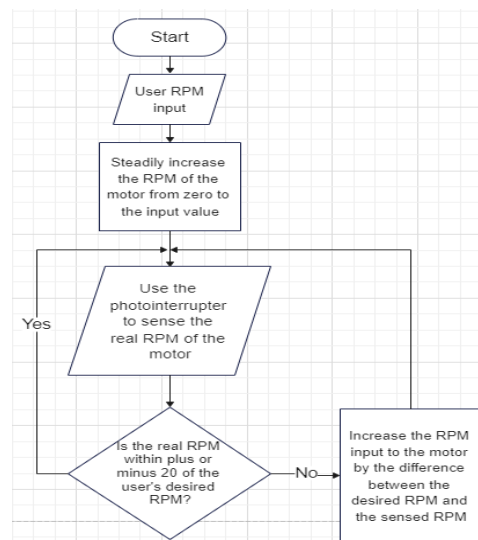 Start
User RPM
input
Steadily increase
the RPM of the
motor from zero to
the input value
Use the
photointerrupter
to sense the
real RPM of the
motor
Yes
Is the real RPM
within plus or
minus 20 of the
user's desired
RPM?
No
Increase the RPM
input to the motor
by the difference
between the
desired RPM and
the sensed RPM